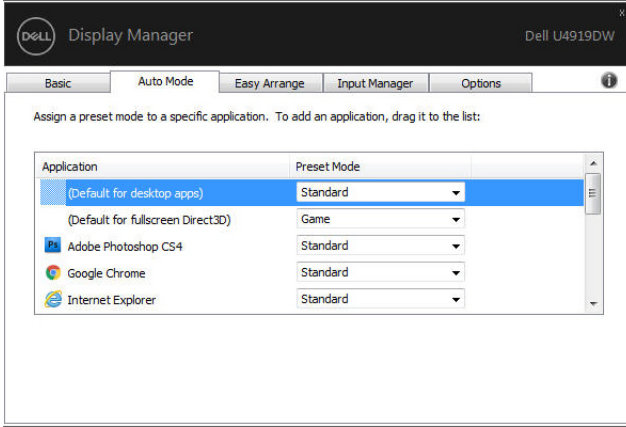 DELL Display Manager Dell U4919DW
Basic Auto Mode Easy Arrange Input Manager Options
Assign a preset mode to a specific application. To add an application, drag it to the list:
Application Preset Mode
(Default for desktop apps) Standard
(Default for fullscreen Direct3D) Game
Ps Adobe Photoshop CS4 Standard
Google Chrome Standard
Internet Explorer Standard